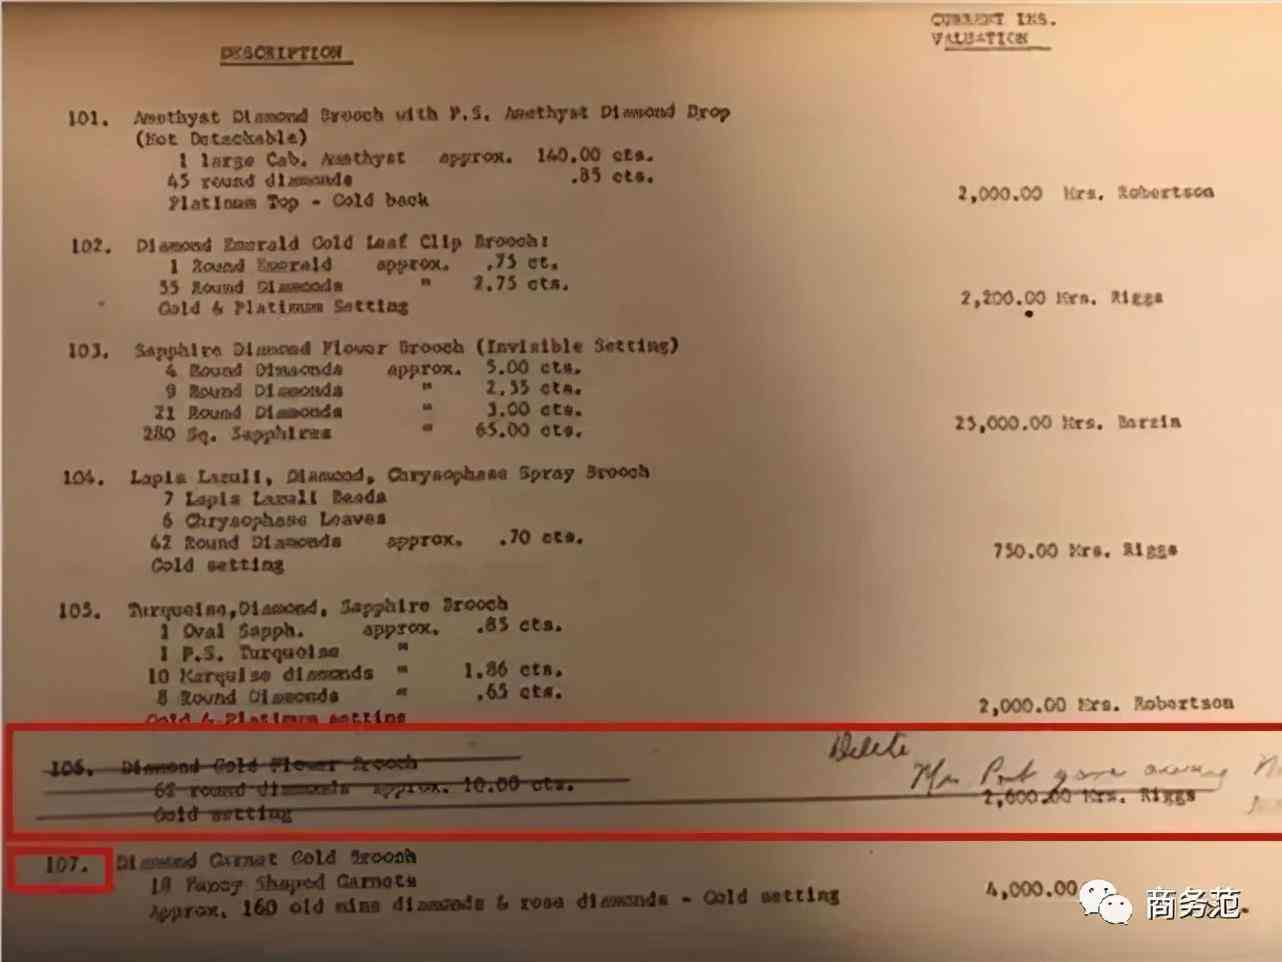 CURRENT INS.
DESCRIPTION VALUATION
101. Amethyst Diamond Brooch with P.S. Amethyst Diamond Drop
(Not Detachable)
1 large Cab. Amethyst approx. 140.00 cts.
45 round diamonds .85 cts.
Platinum Top - Gold back 2,000.00 Mrs. Robertson
102. Diamond Emerald Gold Leaf Clip Brooch:
1 Round Emerald approx. .75 ct.
55 Round Diamonds " 2.75 cts.
Gold & Platinum Setting 2,200.00 Mrs. Riggs
103. Sapphire Diamond Flower Brooch (Invisible Setting)
4 Round Diamonds approx. 5.00 cts.
9 Round Diamonds " 2.35 cts.
21 Round Diamonds " 3.00 cts.
280 Sq. Sapphires " 65.00 cts. 25,000.00 Mrs. Barzin
104. Lapis Lazuli, Diamond, Chrysophase Spray Brooch
7 Lapis Lazuli Beads
6 Chrysophase Leaves
42 Round Diamonds approx. .70 cts.
Gold setting 750.00 Mrs. Riggs
105. Turquoise, Diamond, Sapphire Brooch
1 Oval Sapph. approx. .85 cts.
1 P.S. Turquoise "
10 Marquise diamonds " 1.86 cts.
8 Round Diamonds " .65 cts.
Gold & Platinum setting 2,000.00 Mrs. Robertson
Delete
106. Diamond Gold Flower Brooch Mrs Post gave away
62 round diamonds approx. 10.00 cts. 2,600.00 Mrs. Riggs
Gold setting
107. Diamond Garnet Gold Brooch
18 Fancy Shaped Garnets 4,000.00
Approx. 160 old mine diamonds & rose diamonds - Gold setting
商务范